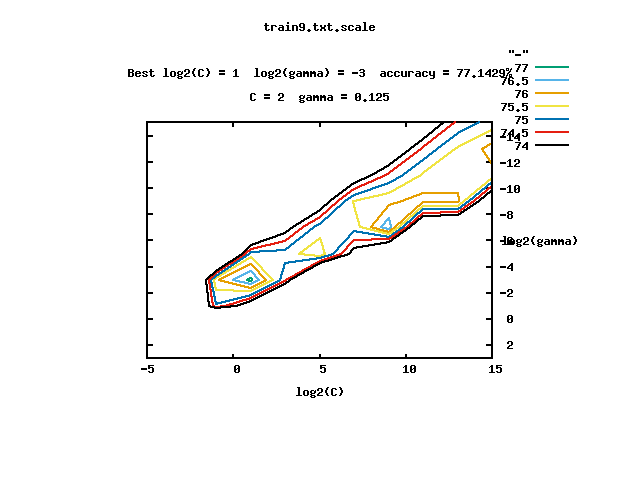 train9.txt.scale
"-"
Best log2(C) = 1 log2(gamma) = -3 accuracy = 77.1429%
77
76.5
C = 2 gamma = 0.125
76
75.5
75
74.5
74
-14
-12
-10
-8
-6
log2(gamma)
-4
-2
0
2
-5 0 5 10 15
log2(C)